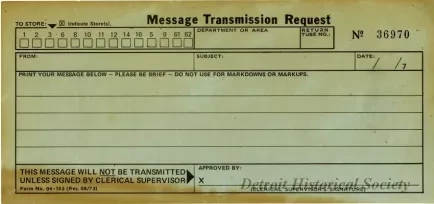 Message Transmission Request
TO STORE: ☒ (Indicate Store(s).
1 2 3 6 8 10 11 12 14 16 5 9 15 61 62
DEPARTMENT OR AREA
RETURN TUBE NO.:
Nº 36970
FROM:
SUBJECT:
DATE:
/ /7
PRINT YOUR MESSAGE BELOW – PLEASE BE BRIEF – DO NOT USE FOR MARKDOWNS OR MARKUPS.
THIS MESSAGE WILL NOT BE TRANSMITTED
UNLESS SIGNED BY CLERICAL SUPERVISOR
APPROVED BY:
X
(CLERICAL SUPERVISOR'S SIGNATURE)
Form No. 04-153 (Rev. 08/73)
Detroit Historical Society